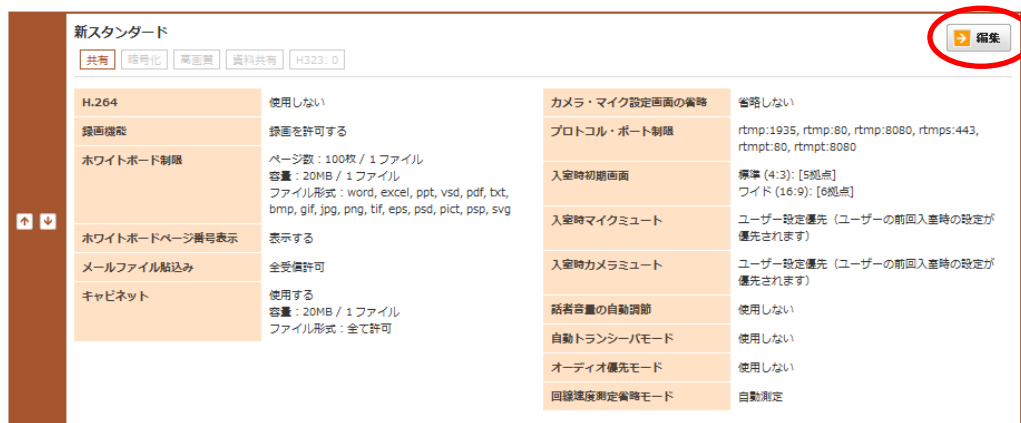 新スタンダード
編集
共有 暗号化 高画質 資料共有 H323: 0
H.264 使用しない
録画機能 録画を許可する
ホワイトボード制限 ページ数：100枚 / 1 ファイル
容量：20MB / 1 ファイル
ファイル形式：word, excel, ppt, vsd, pdf, txt,
bmp, gif, jpg, png, tif, eps, psd, pict, psp, svg
ホワイトボードページ番号表示 表示する
メールファイル貼込み 全受信許可
キャビネット 使用する
容量：20MB / 1 ファイル
ファイル形式：全て許可
カメラ・マイク設定画面の省略 省略しない
プロトコル・ポート制限 rtmp:1935, rtmp:80, rtmp:8080, rtmps:443,
rtmpt:80, rtmpt:8080
入室時初期画面 標準 (4:3): [5拠点]
ワイド (16:9): [6拠点]
入室時マイクミュート ユーザー設定優先（ユーザーの前回入室時の設定が
優先されます）
入室時カメラミュート ユーザー設定優先（ユーザーの前回入室時の設定が
優先されます）
話者音量の自動調節 使用しない
自動トランシーバモード 使用しない
オーディオ優先モード 使用しない
回線速度測定省略モード 自動測定